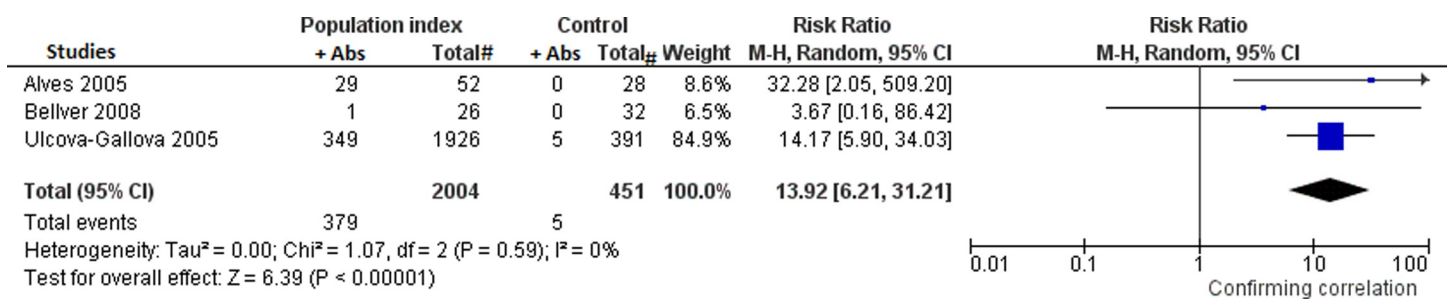 Population index Control Risk Ratio Risk Ratio
Studies + Abs Total# + Abs Total# Weight M-H, Random, 95% CI M-H, Random, 95% CI
Alves 2005 29 52 0 28 8.6% 32.28 [2.05, 509.20]
Bellver 2008 1 26 0 32 6.5% 3.67 [0.16, 86.42]
Ulcova-Gallova 2005 349 1926 5 391 84.9% 14.17 [5.90, 34.03]
Total (95% CI) 2004 451 100.0% 13.92 [6.21, 31.21]
Total events 379 5
Heterogeneity: Tau² = 0.00; Chi² = 1.07, df = 2 (P = 0.59); I² = 0%
Test for overall effect: Z = 6.39 (P < 0.00001)
0.01 0.1 1 10 100
Confirming correlation